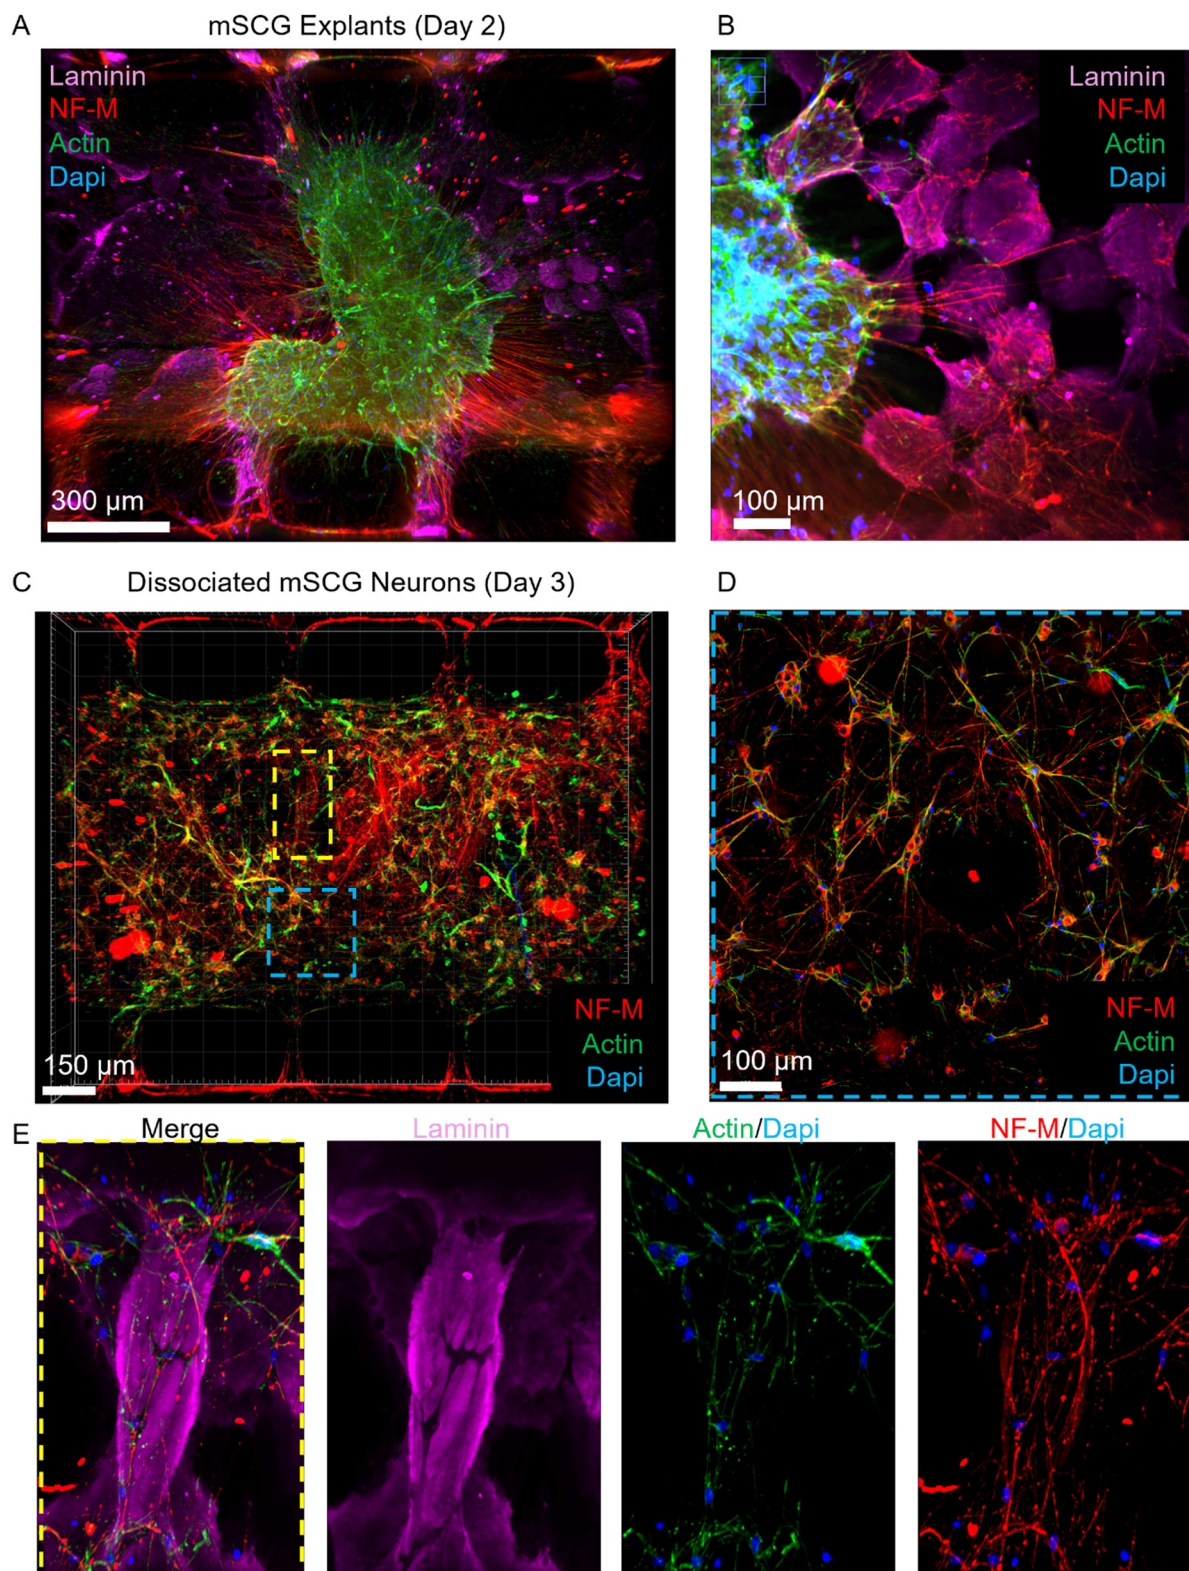 A
mSCG Explants (Day 2)
Laminin
NF-M
Actin
Dapi
300 µm
B
Laminin
NF-M
Actin
Dapi
100 µm
C
Dissociated mSCG Neurons (Day 3)
NF-M
Actin
Dapi
150 µm
D
NF-M
Actin
Dapi
100 µm
E
Merge
Laminin
Actin/Dapi
NF-M/Dapi